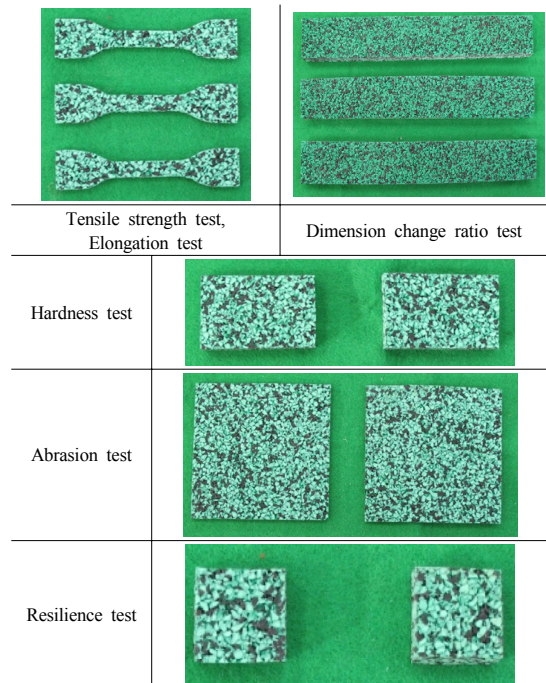 Tensile strength test,
Elongation test
Dimension change ratio test
Hardness test
Abrasion test
Resilience test